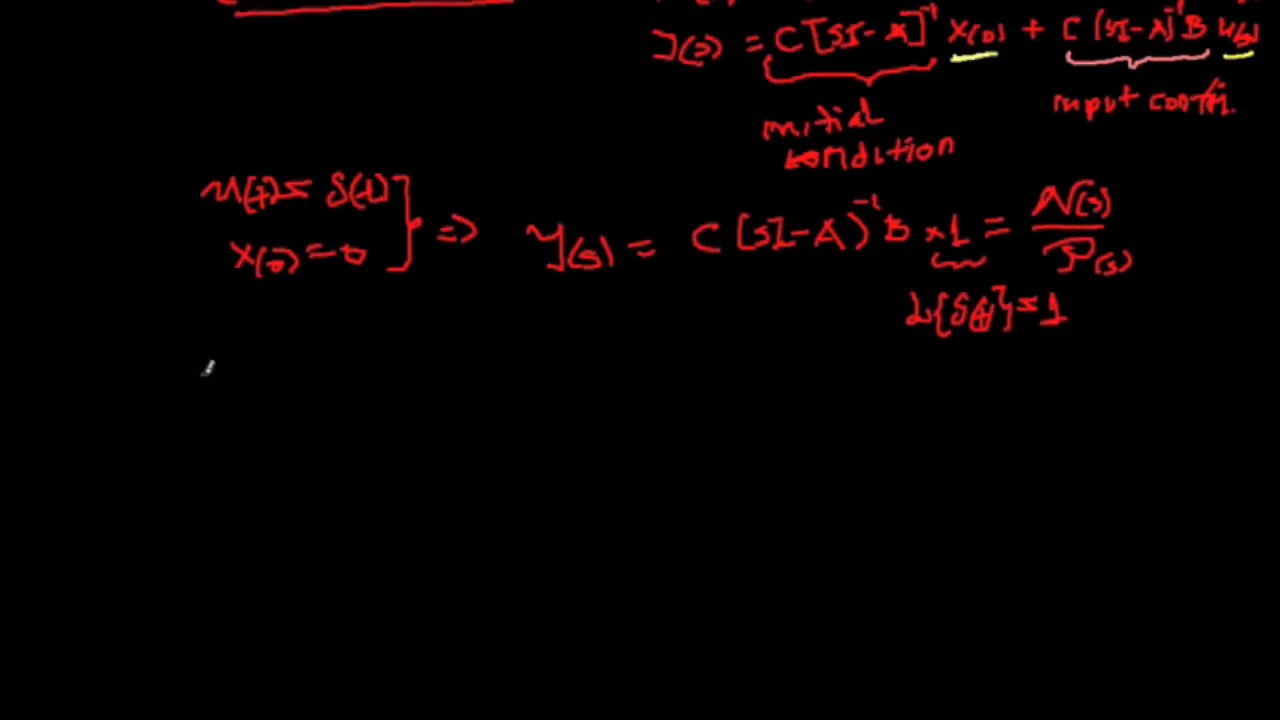 Y(s) = C[SI-A]⁻¹ X(0) + C(SI-A)⁻¹B U(s)
initial condition
input contri.
u(t) = δ(t)
x(0) = 0
} => Y(s) = C[SI-A)⁻¹B ×1 = N(s)/P(s)
L{δ(t)} = 1